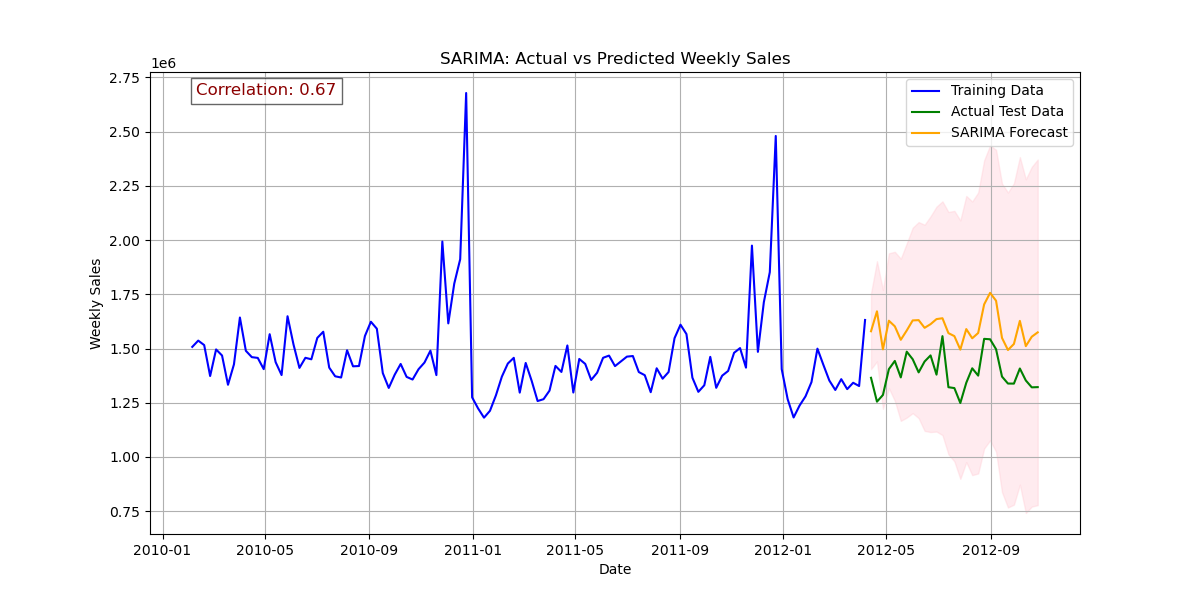 SARIMA: Actual vs Predicted Weekly Sales
1e6
Correlation: 0.67
Training Data
Actual Test Data
SARIMA Forecast
2.75
2.50
2.25
2.00
1.75
1.50
1.25
1.00
0.75
Weekly Sales
2010-01 2010-05 2010-09 2011-01 2011-05 2011-09 2012-01 2012-05 2012-09
Date